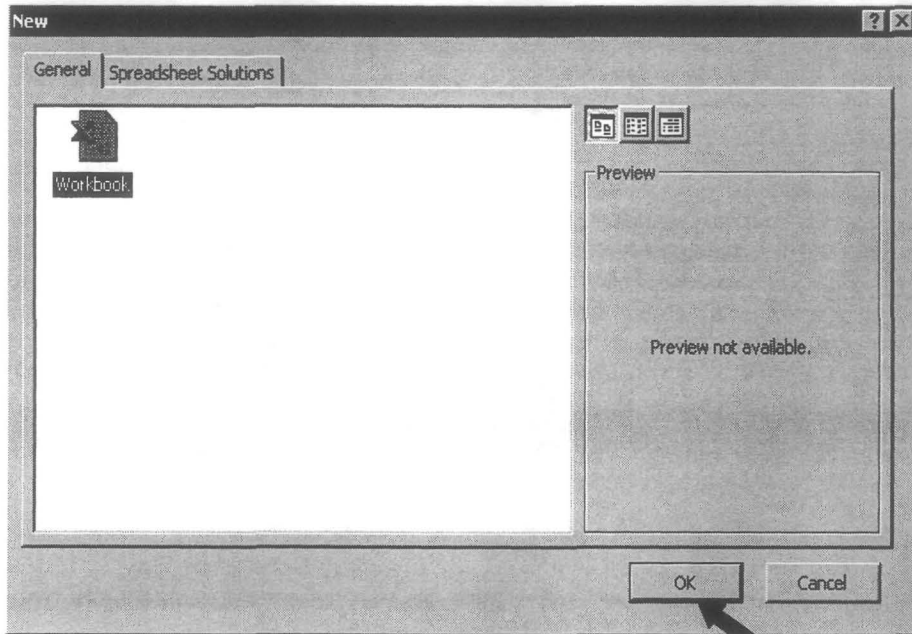 New
General Spreadsheet Solutions
Workbook
Preview
Preview not available.
OK Cancel